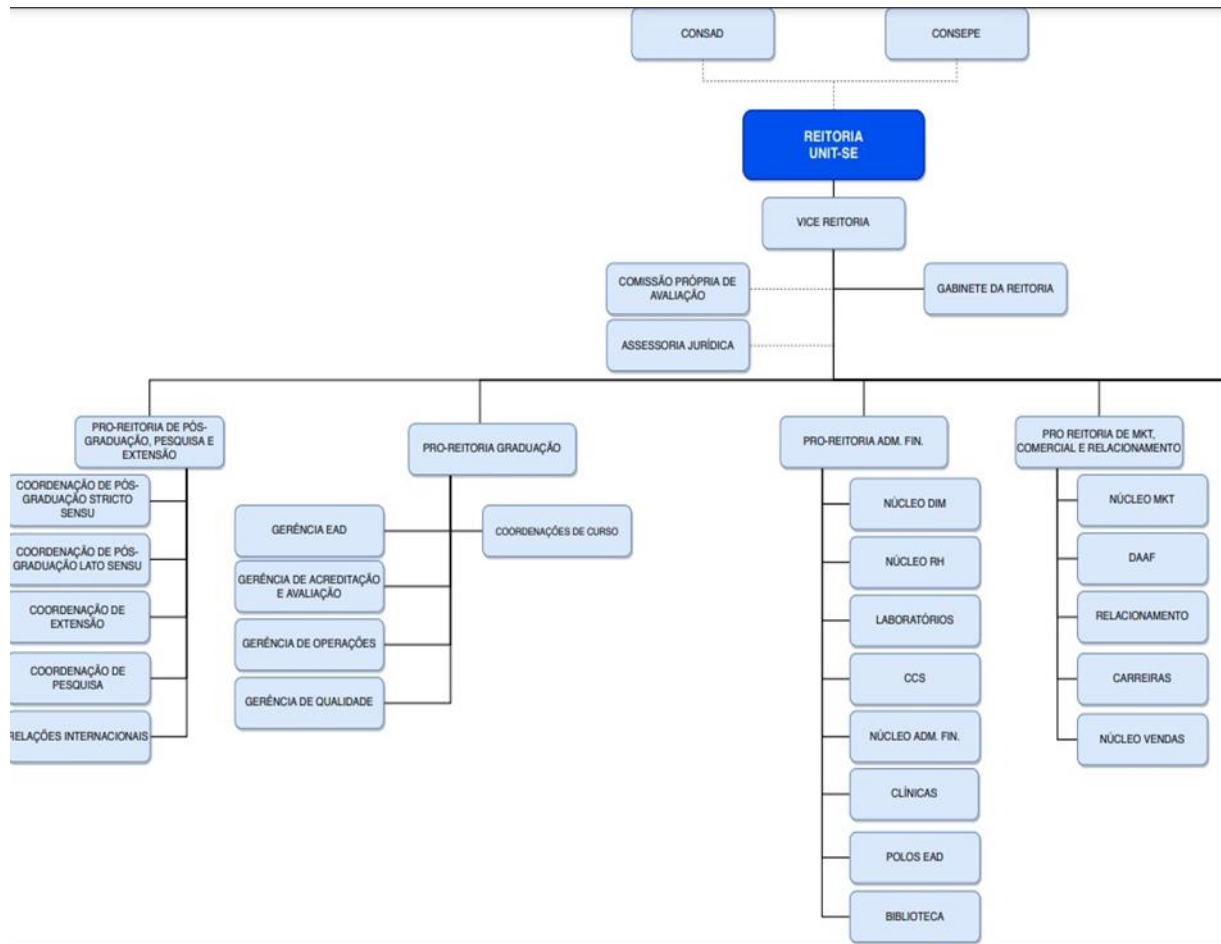 CONSAD
CONSEPE
REITORIA
UNIT-SE
VICE REITORIA
COMISSÃO PRÓPRIA DE
AVALIAÇÃO
GABINETE DA REITORIA
ASSESSORIA JURÍDICA
PRO-REITORIA DE PÓS-
GRADUAÇÃO, PESQUISA E
EXTENSÃO
COORDENAÇÃO DE PÓS-
GRADUAÇÃO STRICTO
SENSU
COORDENAÇÃO DE PÓS-
GRADUAÇÃO LATO SENSU
COORDENAÇÃO DE
EXTENSÃO
COORDENAÇÃO DE
PESQUISA
RELAÇÕES INTERNACIONAIS
PRO-REITORIA GRADUAÇÃO
GERÊNCIA EAD
COORDENAÇÕES DE CURSO
GERÊNCIA DE ACREDITAÇÃO
E AVALIAÇÃO
GERÊNCIA DE OPERAÇÕES
GERÊNCIA DE QUALIDADE
PRO-REITORIA ADM. FIN.
NÚCLEO DIM
NÚCLEO RH
LABORATÓRIOS
CCS
NÚCLEO ADM. FIN.
CLÍNICAS
POLOS EAD
BIBLIOTECA
PRO REITORIA DE MKT,
COMERCIAL E RELACIONAMENTO
NÚCLEO MKT
DAAF
RELACIONAMENTO
CARREIRAS
NÚCLEO VENDAS